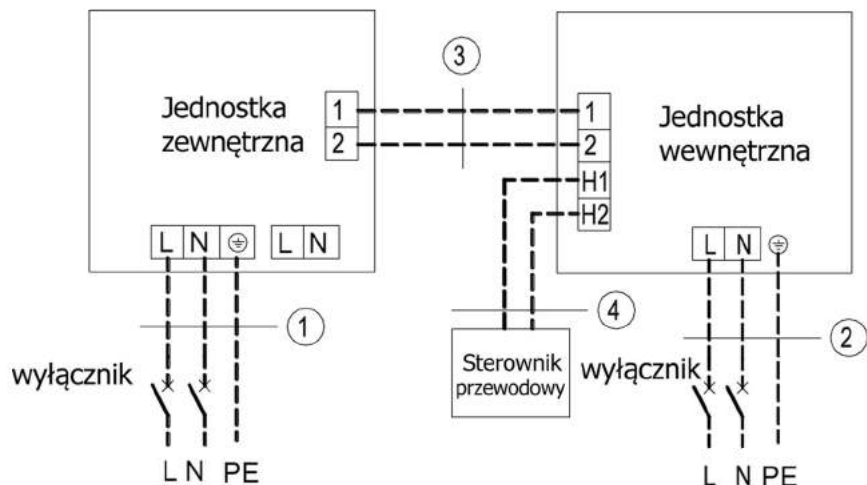 3
Jednostka
zewnętrzna
1
2
1
2
H1
H2
Jednostka
wewnętrzna
L N
L N
L N
1
4
2
wyłącznik
Sterownik
przewodowy
wyłącznik
L N PE
L N PE